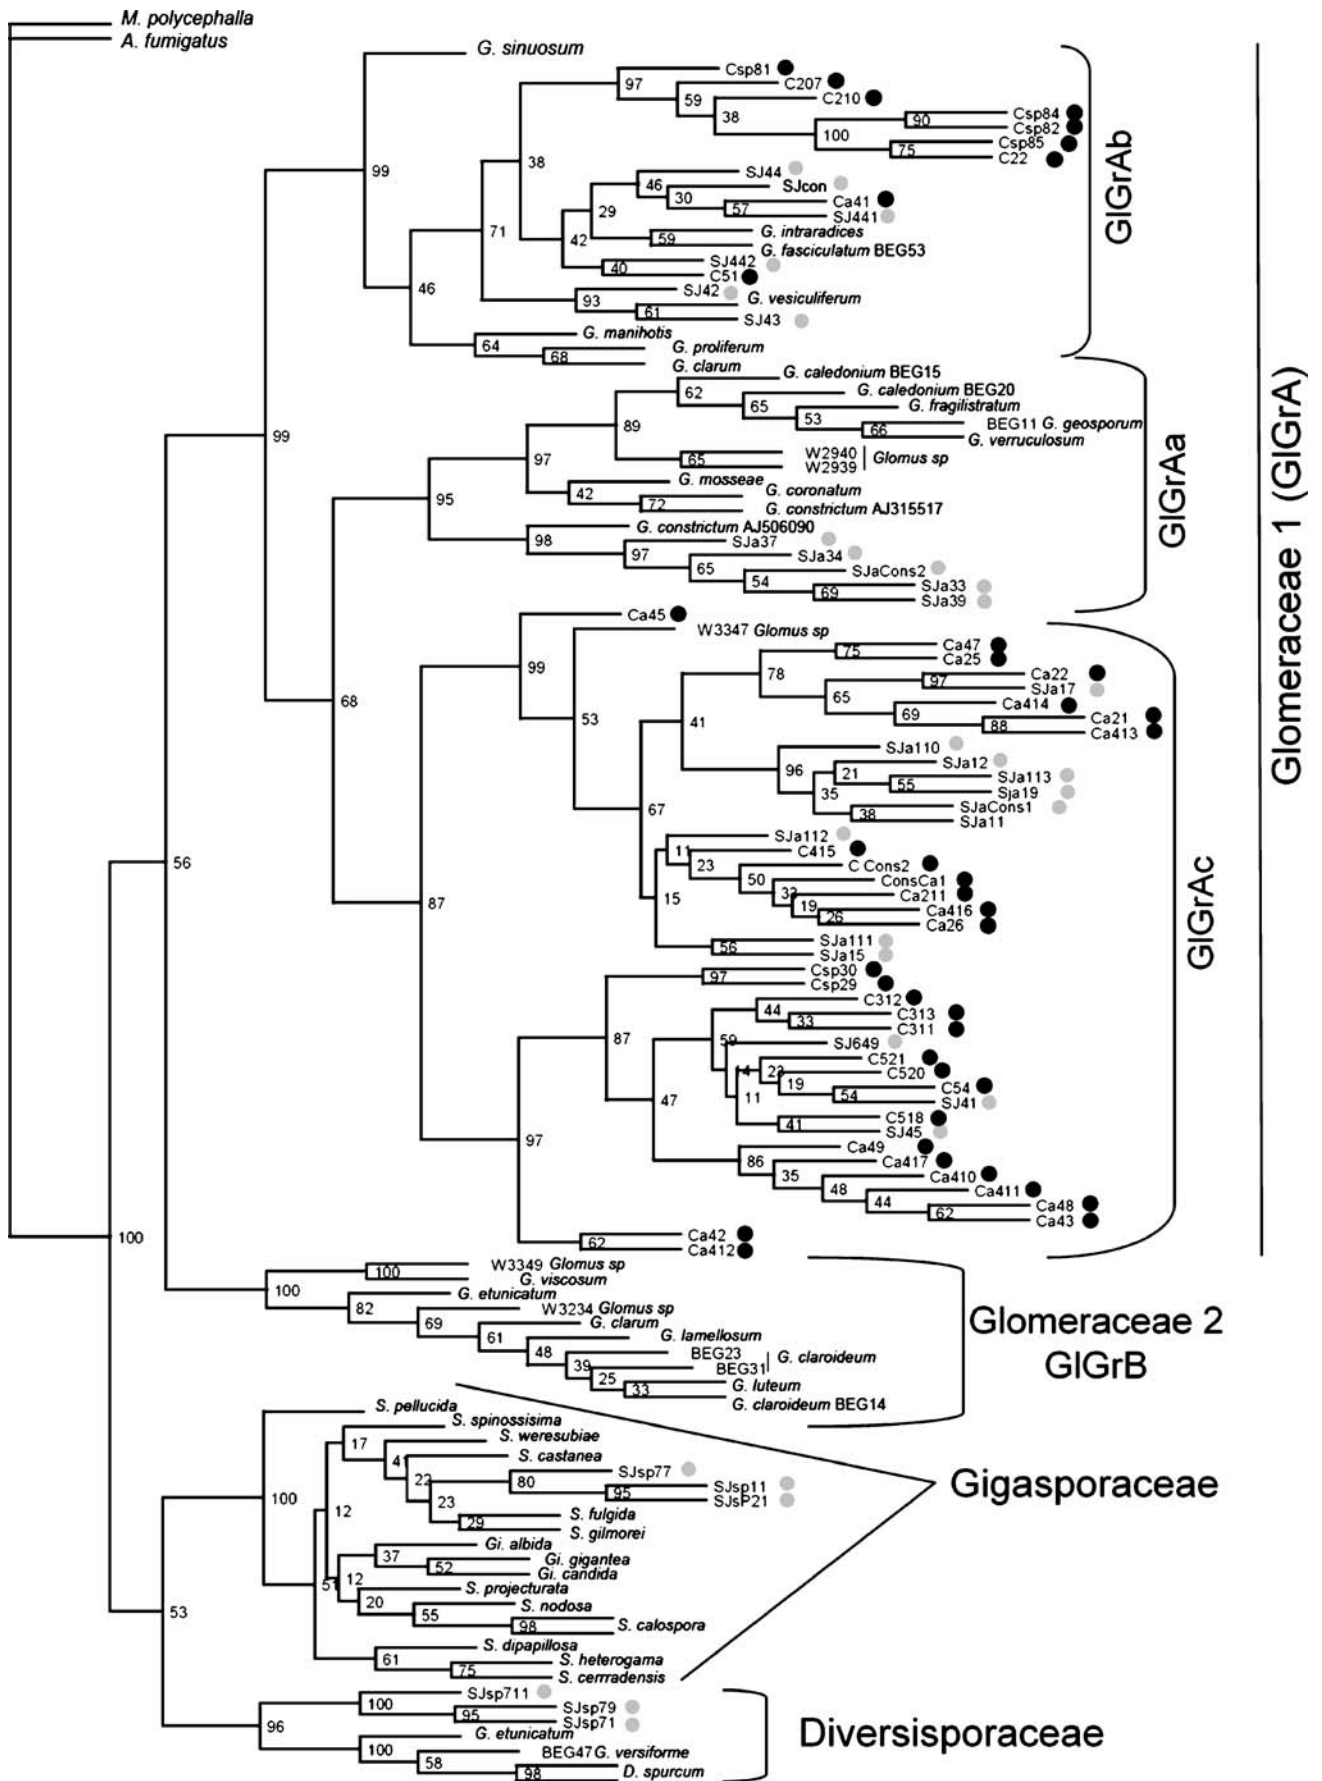 M. polycephalla
A. fumigatus
G. sinuosum
Csp81
97
C207
59
C210
38
Csp84
90
Csp82
100
Csp85
75
C22
99
38
SJ44
46
SJcon
30
Ca41
57
SJ441
29
71
42
G. intraradices
59
G. fasciculatum BEG53
SJ442
40
C51
46
SJ42
93
G. vesiculiferum
61
SJ43
G. manihotis
64
G. proliferum
68
G. clarum
GlGrAb
G. caledonium BEG15
62
G. caledonium BEG20
65
G. fragilistratum
53
BEG11 G. geosporum
66
G. verruculosum
89
99
W2940
65
Glomus sp
W2939
97
G. mosseae
42
G. coronatum
72
G. constrictum AJ315517
95
G. constrictum AJ506090
98
SJa37
97
SJa34
65
SJaCons2
54
SJa33
69
SJa39
GlGrAa
Glomeraceae 1 (GlGrA)
Ca45
W3347 Glomus sp
99
Ca47
75
Ca25
78
Ca22
97
SJa17
65
Ca414
69
Ca21
88
Ca413
68
53
41
SJa110
96
SJa12
21
SJa113
55
Sja19
35
SJaCons1
38
SJa11
67
SJa112
11
C415
23
C Cons2
50
ConsCa1
33
Ca211
19
Ca416
26
Ca26
15
56
87
SJa111
56
SJa15
GlGrAc
Csp30
97
Csp29
87
C312
44
C313
33
C311
59
SJ649
C521
14
23
C520
19
C54
54
SJ41
11
47
C518
41
SJ45
97
Ca49
86
Ca417
35
Ca410
48
Ca411
44
Ca48
62
Ca43
100
Ca42
62
Ca412
W3349 Glomus sp
100
G. viscosum
100
G. etunicatum
82
W3234 Glomus sp
69
G. clarum
61
G. lamellosum
48
BEG23
39
G. claroideum
BEG31
25
G. luteum
33
G. claroideum BEG14
Glomeraceae 2
GlGrB
S. pellucida
S. spinossisima
17
S. weresubiae
41
S. castanea
22
SJsp77
80
SJsp11
95
SJsP21
23
S. fulgida
29
S. gilmorei
100
12
Gi. albida
37
Gi. gigantea
52
Gi. candida
51
12
S. projecturata
20
S. nodosa
55
S. calospora
98
53
S. dipapillosa
61
S. heterogama
75
S. cerrradensis
Gigasporaceae
SJsp711
100
SJsp79
95
SJsp71
96
G. etunicatum
100
BEG47 G. versiforme
58
D. spurcum
98
Diversisporaceae